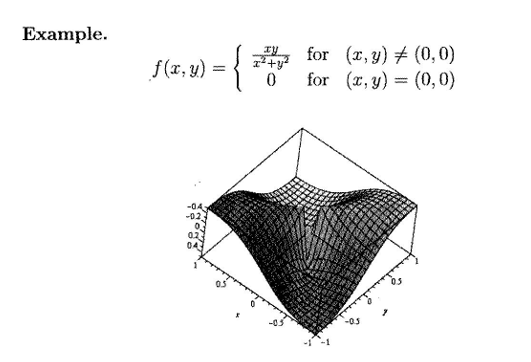 Example.
f(x, y) = { xy/x²+y² for (x, y) ≠ (0, 0)
0 for (x, y) = (0, 0)
-0.4
-0.2
0
0.2
0.4
1 0.5 0 -0.5 -1
x
-1 -0.5 0 0.5 1
y